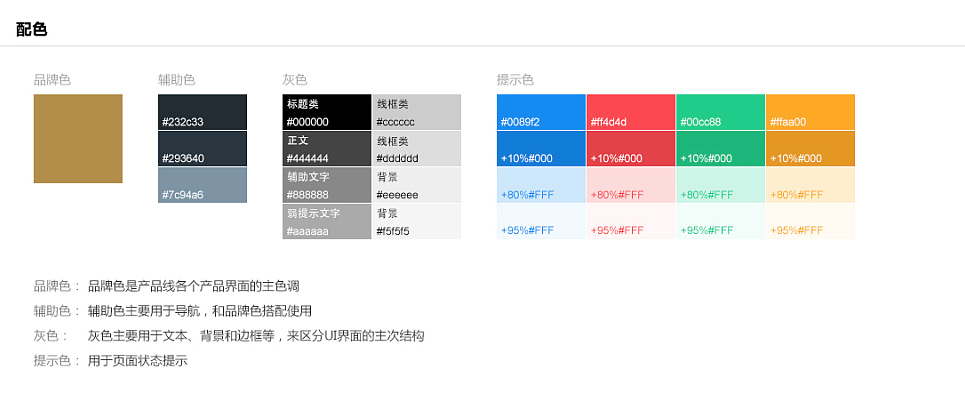 配色
品牌色 辅助色 灰色 提示色
标题类 线框类
#000000 #cccccc
正文 线框类
#444444 #dddddd
辅助文字 背景
#888888 #eeeeee
弱提示文字 背景
#aaaaaa #f5f5f5
#232c33
#293640
#7c94a6
#0089f2 #ff4d4d #00cc88 #ffaa00
+10%#000 +10%#000 +10%#000 +10%#000
+80%#FFF +80%#FFF +80%#FFF +80%#FFF
+95%#FFF +95%#FFF +95%#FFF +95%#FFF
品牌色： 品牌色是产品线各个产品界面的主色调
辅助色： 辅助色主要用于导航，和品牌色搭配使用
灰色： 灰色主要用于文本、背景和边框等，来区分UI界面的主次结构
提示色： 用于页面状态提示